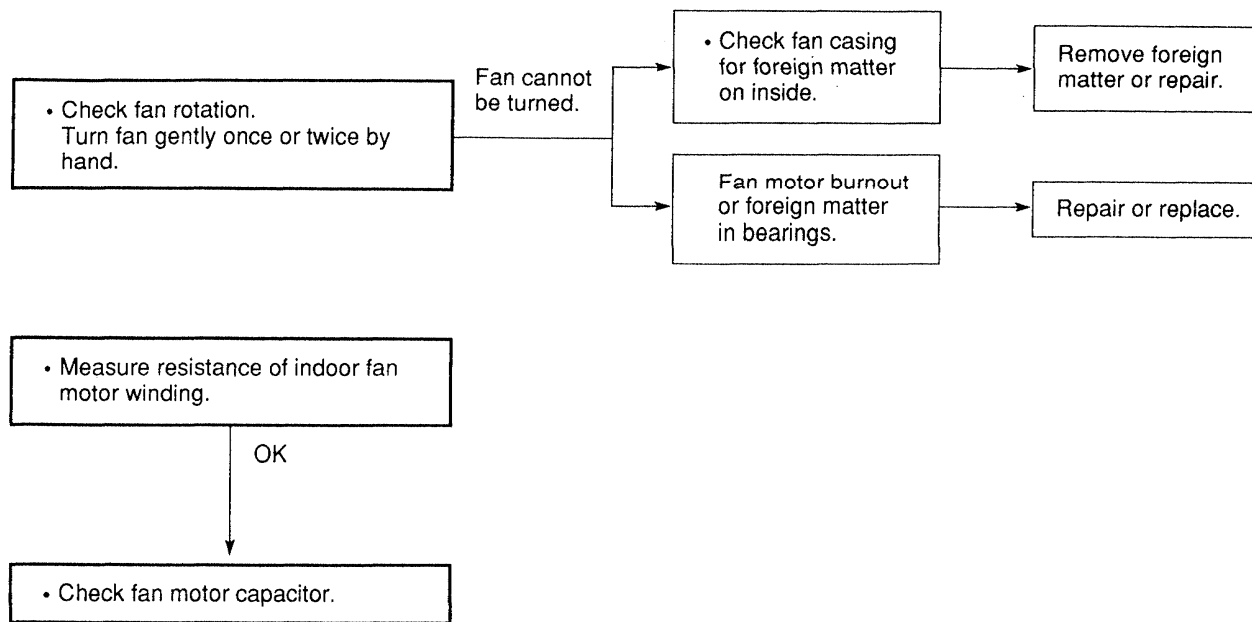 • Check fan rotation.
Turn fan gently once or twice by
hand.
Fan cannot
be turned.
• Check fan casing
for foreign matter
on inside.
Remove foreign
matter or repair.
Fan motor burnout
or foreign matter
in bearings.
Repair or replace.
• Measure resistance of indoor fan
motor winding.
OK
• Check fan motor capacitor.